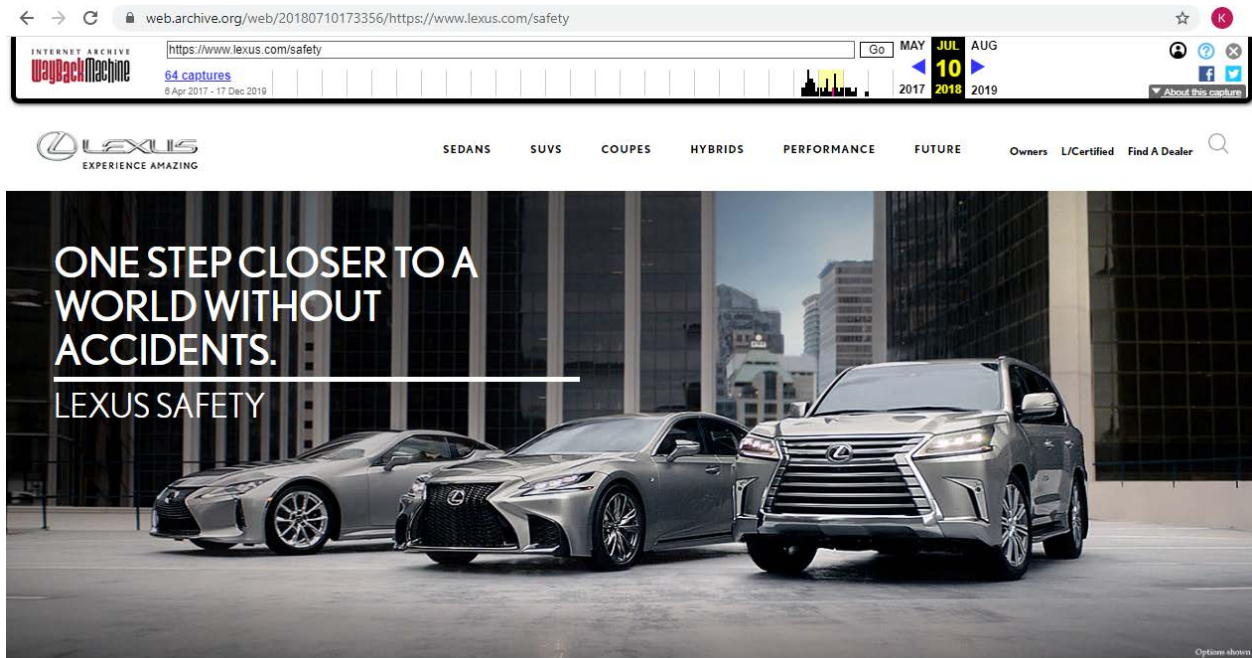 web.archive.org/web/20180710173356/https://www.lexus.com/safety
K
INTERNET ARCHIVE
WayBackMachine
https://www.lexus.com/safety
Go
MAY JUL AUG
64 captures
10
6 Apr 2017 - 17 Dec 2019
2017 2018 2019
About this capture
LEXUS
EXPERIENCE AMAZING
SEDANS SUVS COUPES HYBRIDS PERFORMANCE FUTURE Owners L/Certified Find A Dealer
ONE STEP CLOSER TO A
WORLD WITHOUT
ACCIDENTS.
LEXUS SAFETY
Options shown